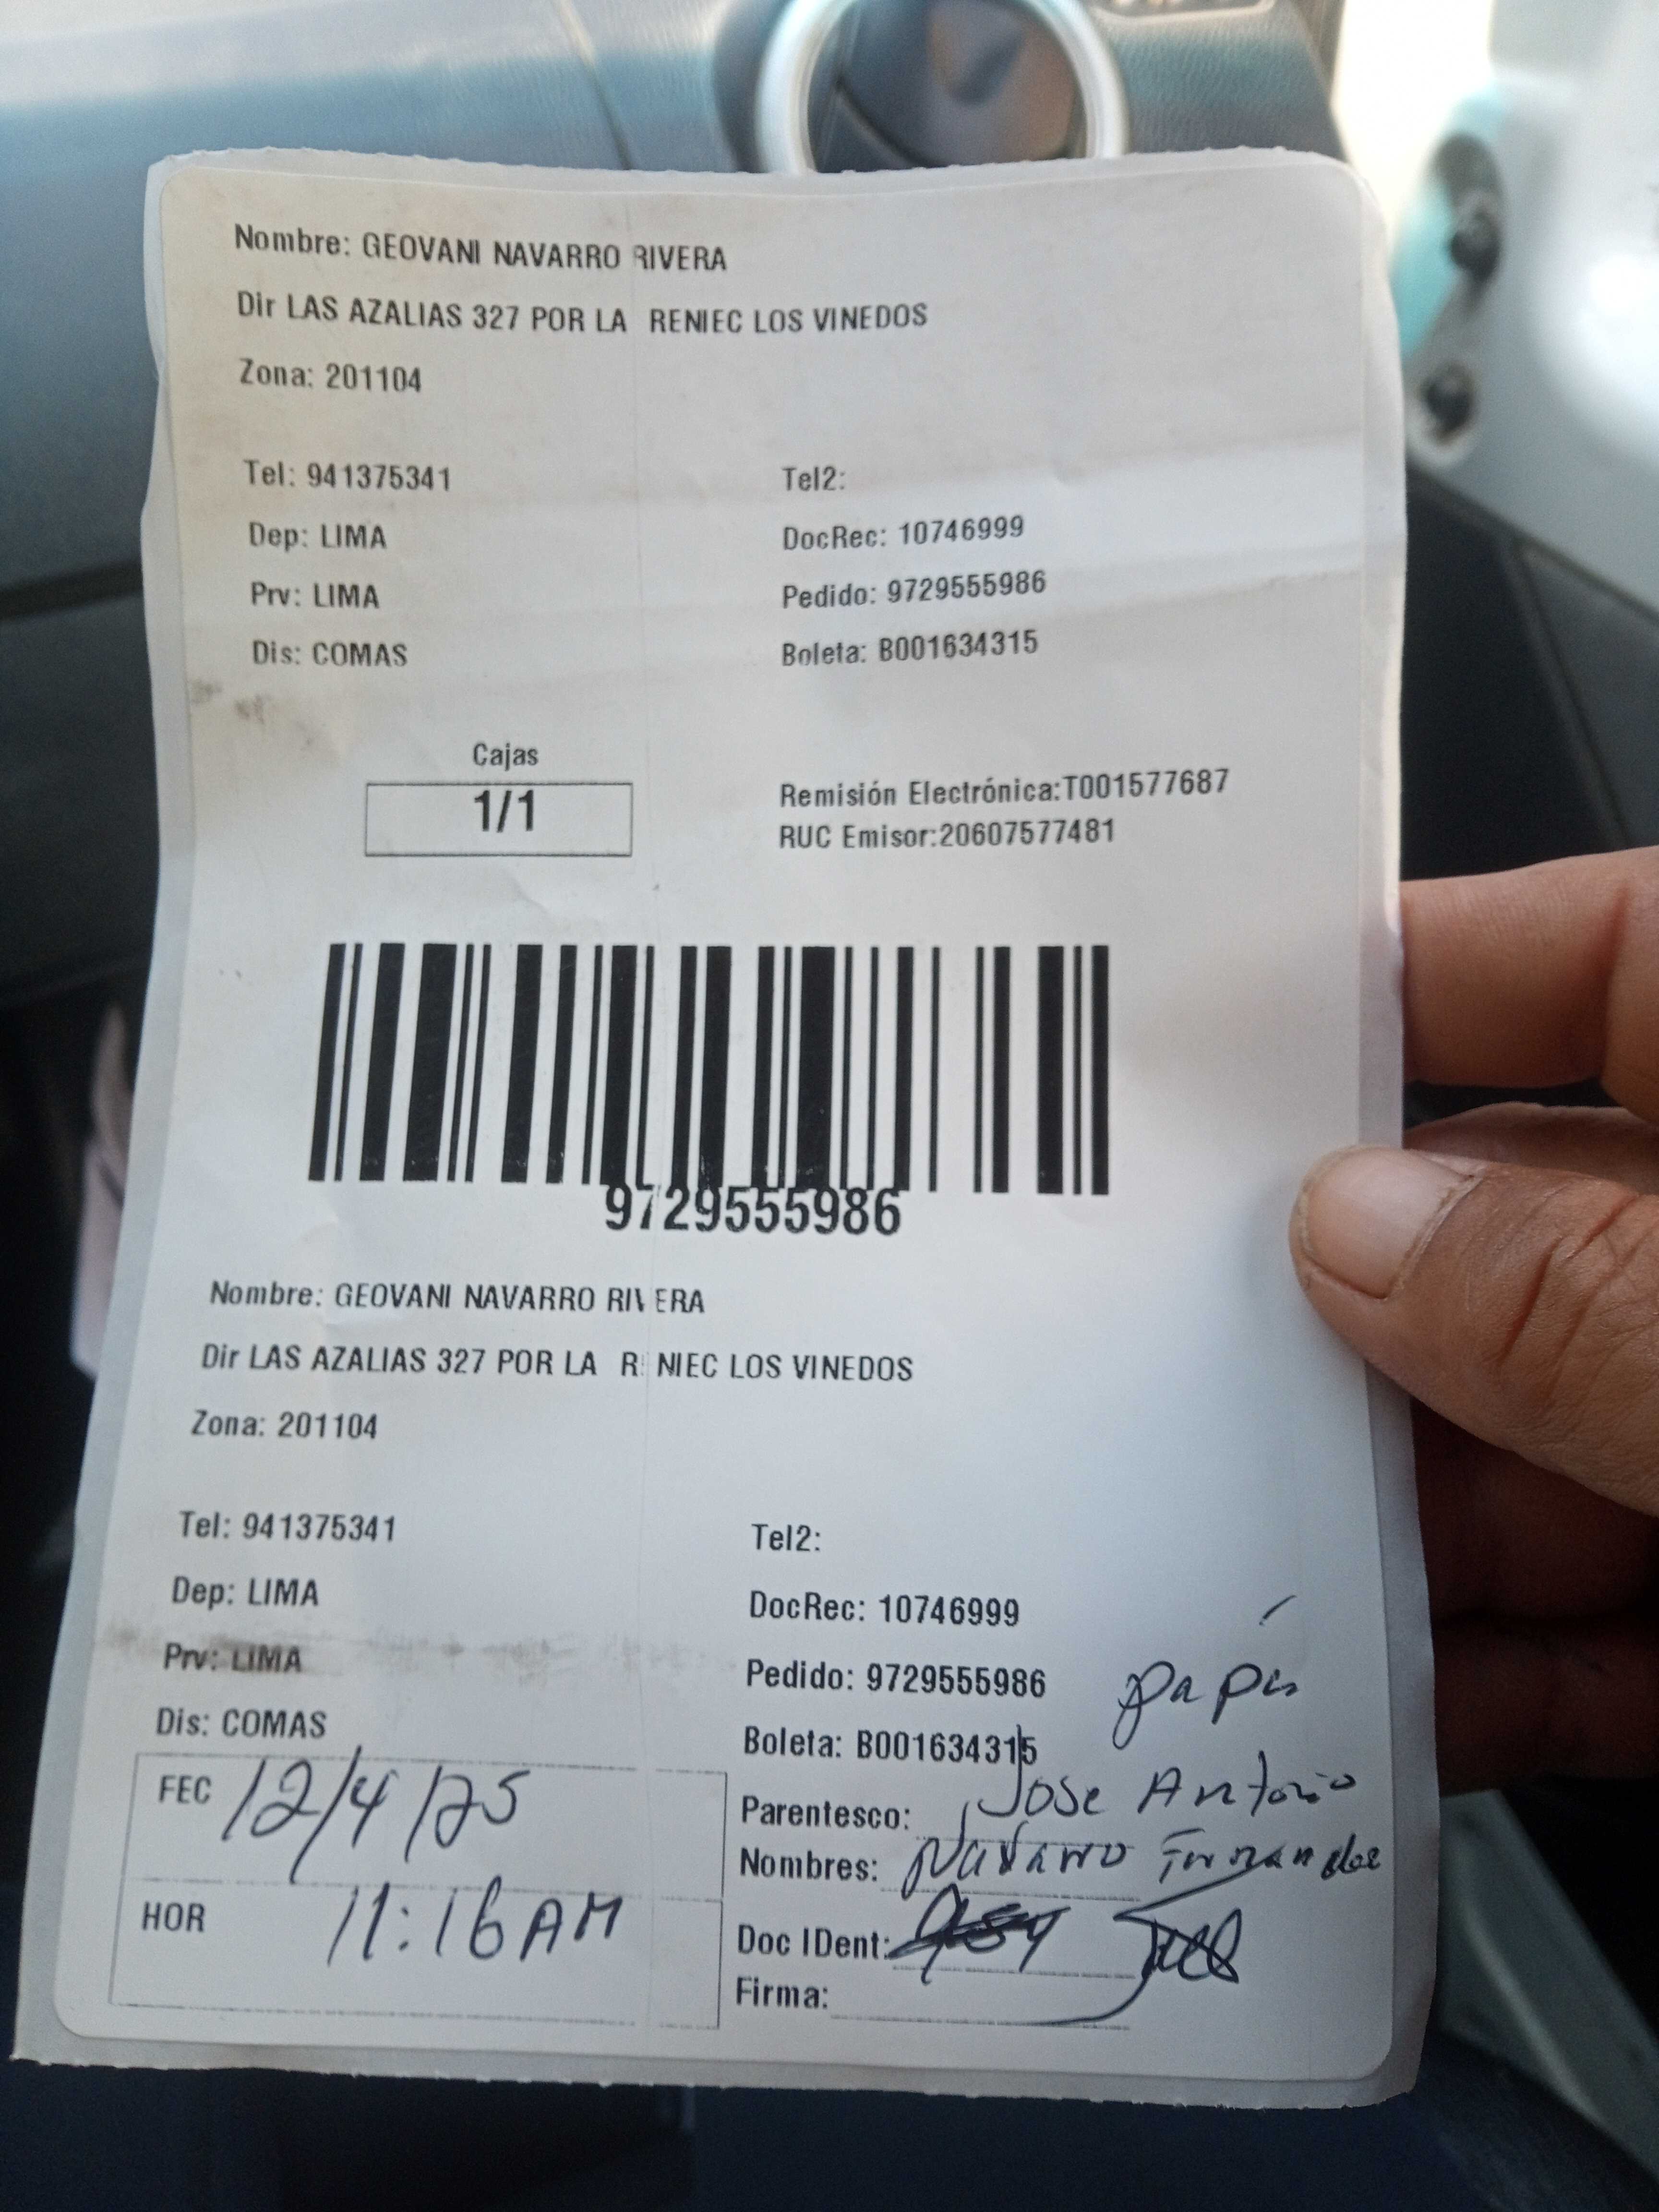 Nombre: GEOVANI NAVARRO RIVERA
Dir LAS AZALIAS 327 POR LA RENIEC LOS VINEDOS
Zona: 201104
Tel: 941375341 Tel2:
Dep: LIMA DocRec: 10746999
Prv: LIMA Pedido: 9729555986
Dis: COMAS Boleta: B001634315
Cajas
1/1
Remisión Electrónica:T001577687
RUC Emisor:20607577481
9729555986
Nombre: GEOVANI NAVARRO RIVERA
Dir LAS AZALIAS 327 POR LA RENIEC LOS VINEDOS
Zona: 201104
Tel: 941375341 Tel2:
Dep: LIMA DocRec: 10746999
Prv: LIMA Pedido: 9729555986 papá
Dis: COMAS Boleta: B001634315
FEC 12/4/25
HOR 11:16 AM
Parentesco: Jose Antonio
Nombres: Navarro
Doc IDent:
Firma: